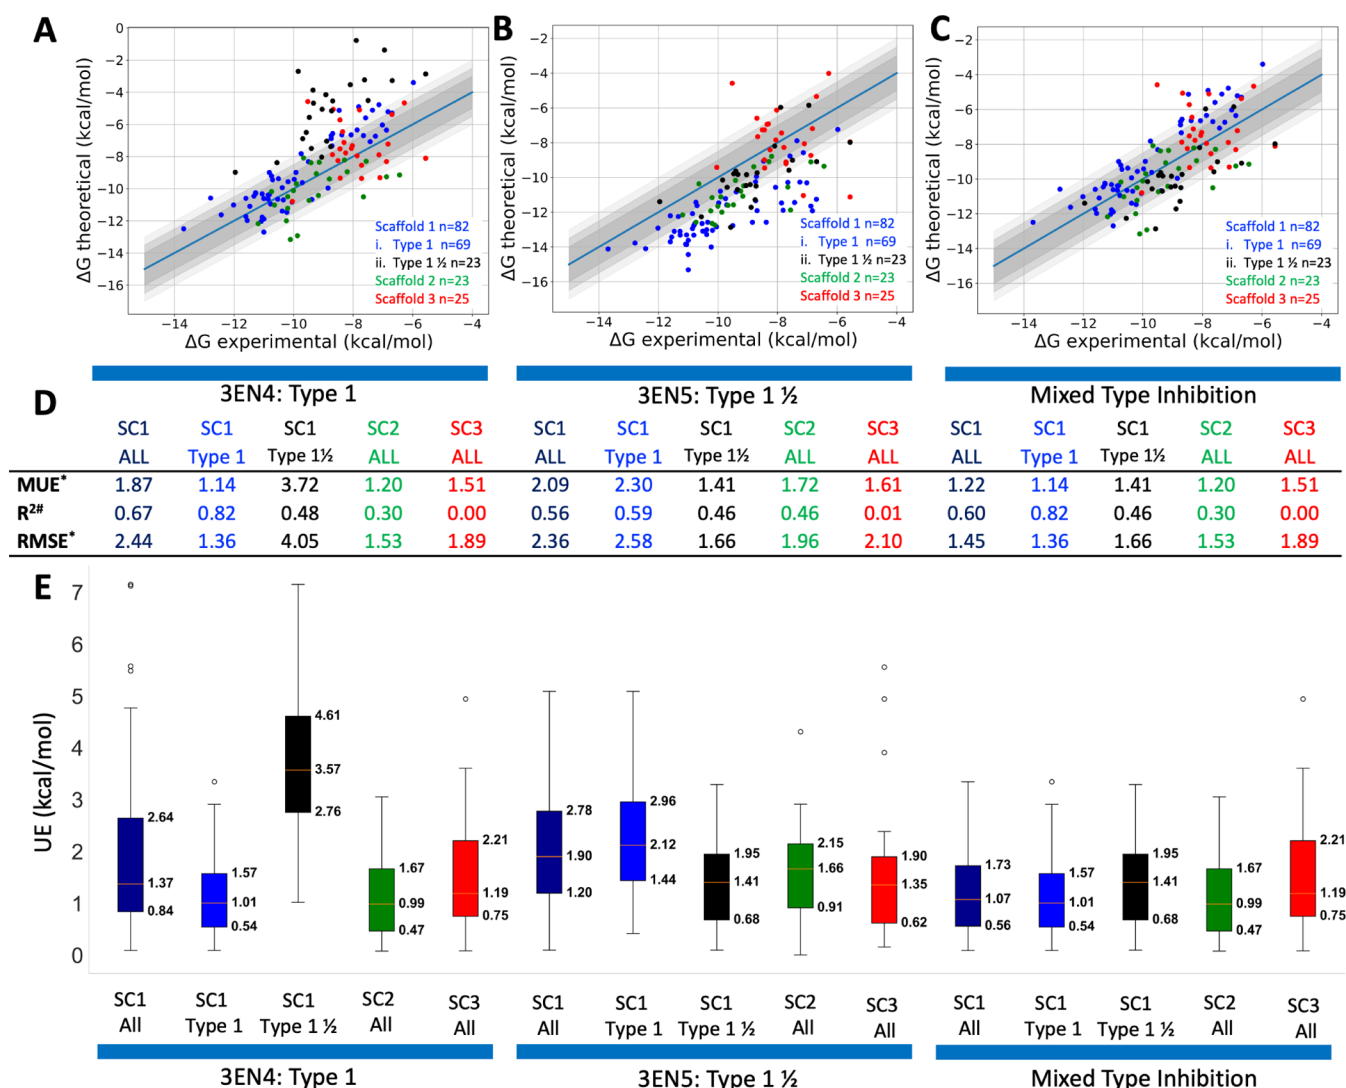 A
B
C
0
−2
−4
−6
−8
−10
−12
−14
−16
ΔG theoretical (kcal/mol)
Scaffold 1 n=82
i. Type 1 n=69
ii. Type 1 ½ n=23
Scaffold 2 n=23
Scaffold 3 n=25
−14 −12 −10 −8 −6 −4
ΔG experimental (kcal/mol)
−2
−4
−6
−8
−10
−12
−14
−16
ΔG theoretical (kcal/mol)
Scaffold 1 n=82
i. Type 1 n=69
ii. Type 1 ½ n=23
Scaffold 2 n=23
Scaffold 3 n=25
−14 −12 −10 −8 −6 −4
ΔG experimental (kcal/mol)
−2
−4
−6
−8
−10
−12
−14
−16
ΔG theoretical (kcal/mol)
Scaffold 1 n=82
i. Type 1 n=69
ii. Type 1 ½ n=23
Scaffold 2 n=23
Scaffold 3 n=25
−14 −12 −10 −8 −6 −4
ΔG experimental (kcal/mol)
3EN4: Type 1 3EN5: Type 1 ½ Mixed Type Inhibition
D
SC1 SC1 SC1 SC2 SC3 SC1 SC1 SC1 SC2 SC3 SC1 SC1 SC1 SC2 SC3
ALL Type 1 Type 1½ ALL ALL ALL Type 1 Type 1½ ALL ALL ALL Type 1 Type 1½ ALL ALL
MUE* 1.87 1.14 3.72 1.20 1.51 2.09 2.30 1.41 1.72 1.61 1.22 1.14 1.41 1.20 1.51
R²# 0.67 0.82 0.48 0.30 0.00 0.56 0.59 0.46 0.46 0.01 0.60 0.82 0.46 0.30 0.00
RMSE* 2.44 1.36 4.05 1.53 1.89 2.36 2.58 1.66 1.96 2.10 1.45 1.36 1.66 1.53 1.89
E
7
6
5
4
3
2
1
0
UE (kcal/mol)
2.64
1.37
0.84
1.57
1.01
0.54
4.61
3.57
2.76
1.67
0.99
0.47
2.21
1.19
0.75
2.78
1.90
1.20
2.96
2.12
1.44
1.95
1.41
0.68
2.15
1.66
0.91
1.90
1.35
0.62
1.73
1.07
0.56
1.57
1.01
0.54
1.95
1.41
0.68
1.67
0.99
0.47
2.21
1.19
0.75
SC1 SC1 SC1 SC2 SC3 SC1 SC1 SC1 SC2 SC3 SC1 SC1 SC1 SC2 SC3
All Type 1 Type 1 ½ All All All Type 1 Type 1 ½ All All All Type 1 Type 1 ½ All All
3EN4: Type 1 3EN5: Type 1 ½ Mixed Type Inhibition